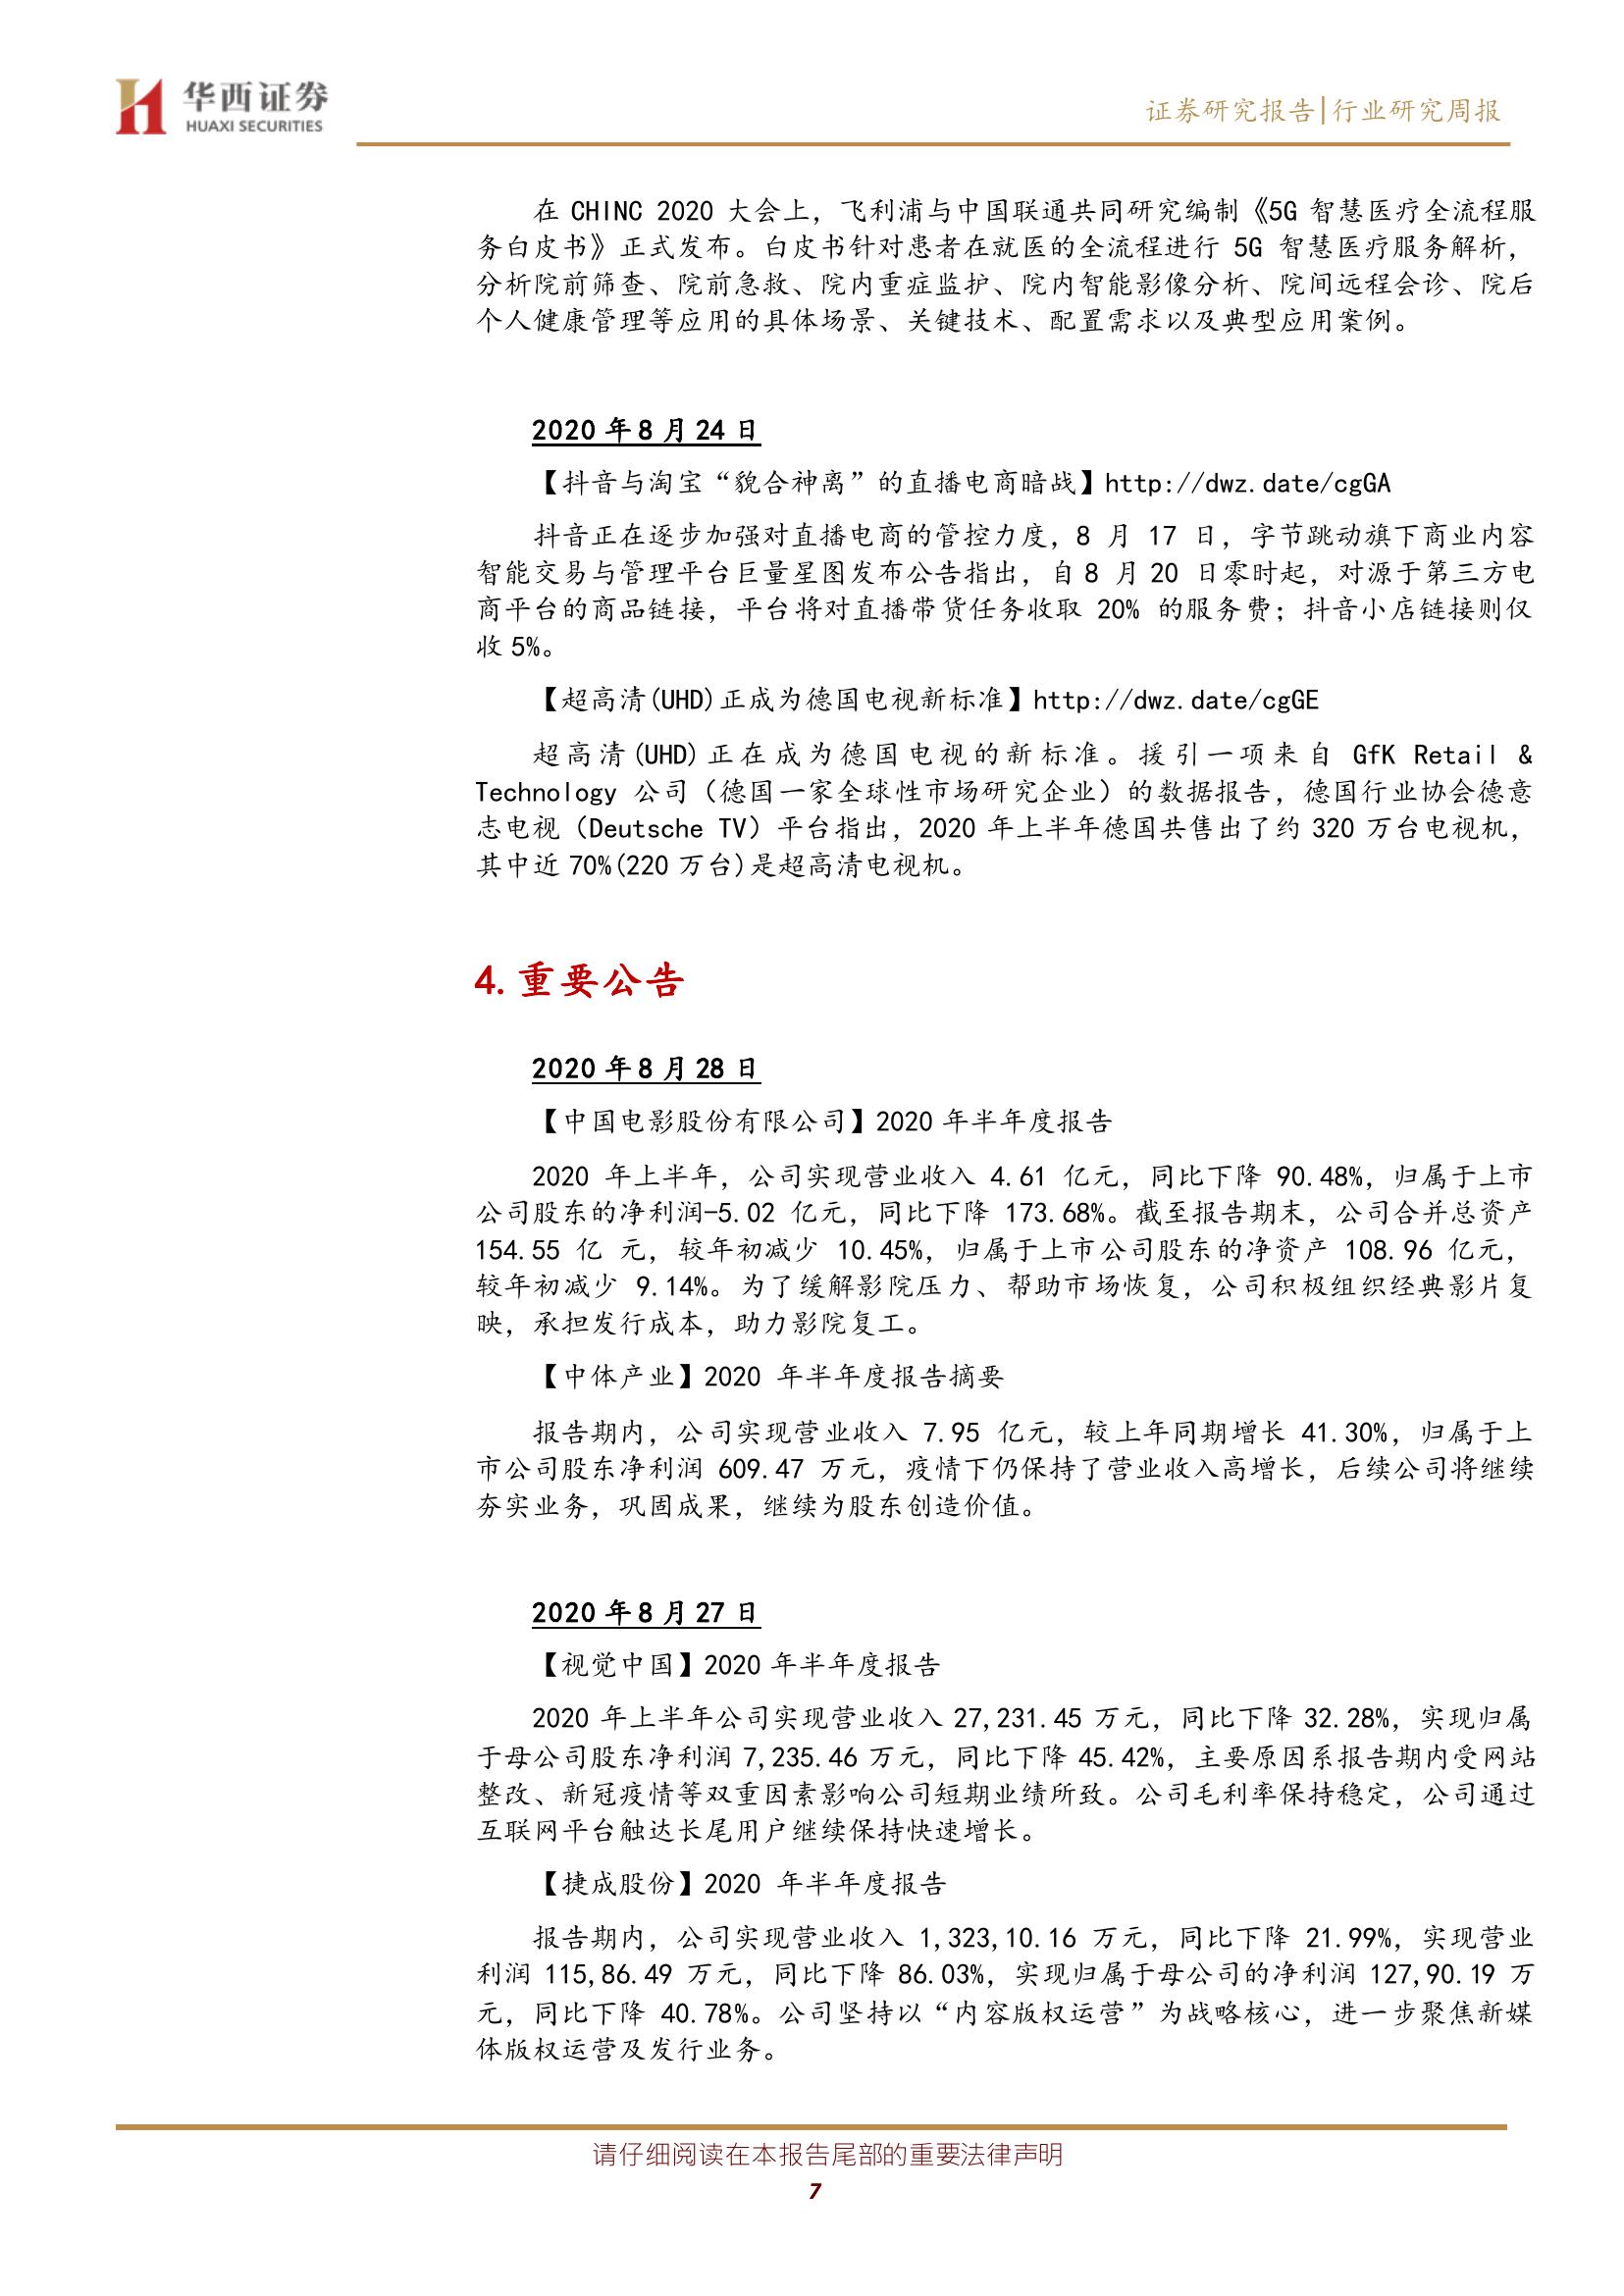 华西证券
HUAXI SECURITIES
证券研究报告|行业研究周报
在 CHINC 2020 大会上，飞利浦与中国联通共同研究编制《5G 智慧医疗全流程服
务白皮书》正式发布。白皮书针对患者在就医的全流程进行 5G 智慧医疗服务解析，
分析院前筛查、院前急救、院内重症监护、院内智能影像分析、院间远程会诊、院后
个人健康管理等应用的具体场景、关键技术、配置需求以及典型应用案例。
2020 年 8 月 24 日
【抖音与淘宝“貌合神离”的直播电商暗战】http://dwz.date/cgGA
抖音正在逐步加强对直播电商的管控力度，8 月 17 日，字节跳动旗下商业内容
智能交易与管理平台巨量星图发布公告指出，自 8 月 20 日零时起，对源于第三方电
商平台的商品链接，平台将对直播带货任务收取 20% 的服务费；抖音小店链接则仅
收 5%。
【超高清(UHD)正成为德国电视新标准】http://dwz.date/cgGE
超高清(UHD)正在成为德国电视的新标准。援引一项来自 GfK Retail &
Technology 公司（德国一家全球性市场研究企业）的数据报告，德国行业协会德意
志电视（Deutsche TV）平台指出，2020 年上半年德国共售出了约 320 万台电视机，
其中近 70%(220 万台)是超高清电视机。
4. 重要公告
2020 年 8 月 28 日
【中国电影股份有限公司】2020 年半年度报告
2020 年上半年，公司实现营业收入 4.61 亿元，同比下降 90.48%，归属于上市
公司股东的净利润-5.02 亿元，同比下降 173.68%。截至报告期末，公司合并总资产
154.55 亿 元，较年初减少 10.45%，归属于上市公司股东的净资产 108.96 亿元，
较年初减少 9.14%。为了缓解影院压力、帮助市场恢复，公司积极组织经典影片复
映，承担发行成本，助力影院复工。
【中体产业】2020 年半年度报告摘要
报告期内，公司实现营业收入 7.95 亿元，较上年同期增长 41.30%，归属于上
市公司股东净利润 609.47 万元，疫情下仍保持了营业收入高增长，后续公司将继续
夯实业务，巩固成果，继续为股东创造价值。
2020 年 8 月 27 日
【视觉中国】2020 年半年度报告
2020 年上半年公司实现营业收入 27,231.45 万元，同比下降 32.28%，实现归属
于母公司股东净利润 7,235.46 万元，同比下降 45.42%，主要原因系报告期内受网站
整改、新冠疫情等双重因素影响公司短期业绩所致。公司毛利率保持稳定，公司通过
互联网平台触达长尾用户继续保持快速增长。
【捷成股份】2020 年半年度报告
报告期内，公司实现营业收入 1,323,10.16 万元，同比下降 21.99%，实现营业
利润 115,86.49 万元，同比下降 86.03%，实现归属于母公司的净利润 127,90.19 万
元，同比下降 40.78%。公司坚持以“内容版权运营”为战略核心，进一步聚焦新媒
体版权运营及发行业务。
请仔细阅读在本报告尾部的重要法律声明
7